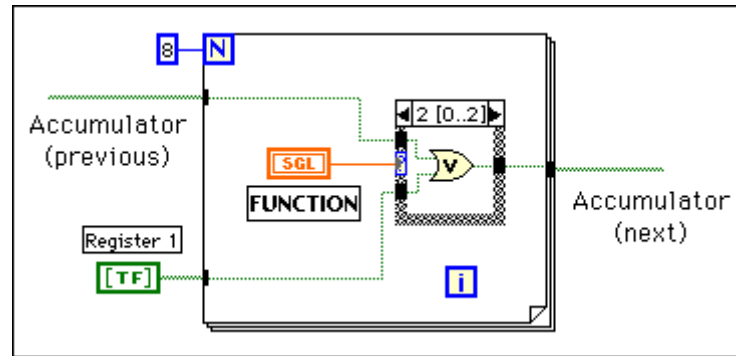 8
N
2 [0..2]
Accumulator
(previous)
SGL
?
V
FUNCTION
Accumulator
(next)
Register 1
[TF]
i